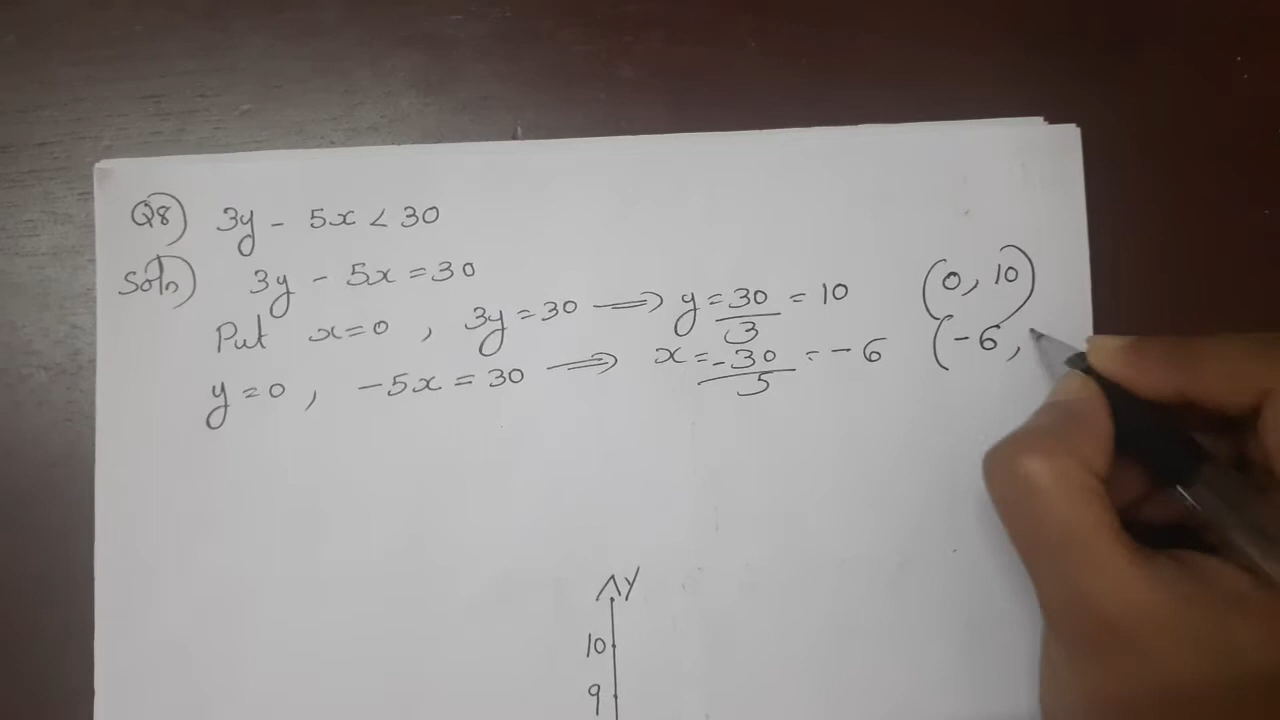 Q8) 3y - 5x < 30
Soln) 3y - 5x = 30
Put x=0 , 3y = 30 ⟹ y = 30/3 = 10 (0, 10)
y = 0 , -5x = 30 ⟹ x = -30/5 = -6 (-6,
Y
10
9